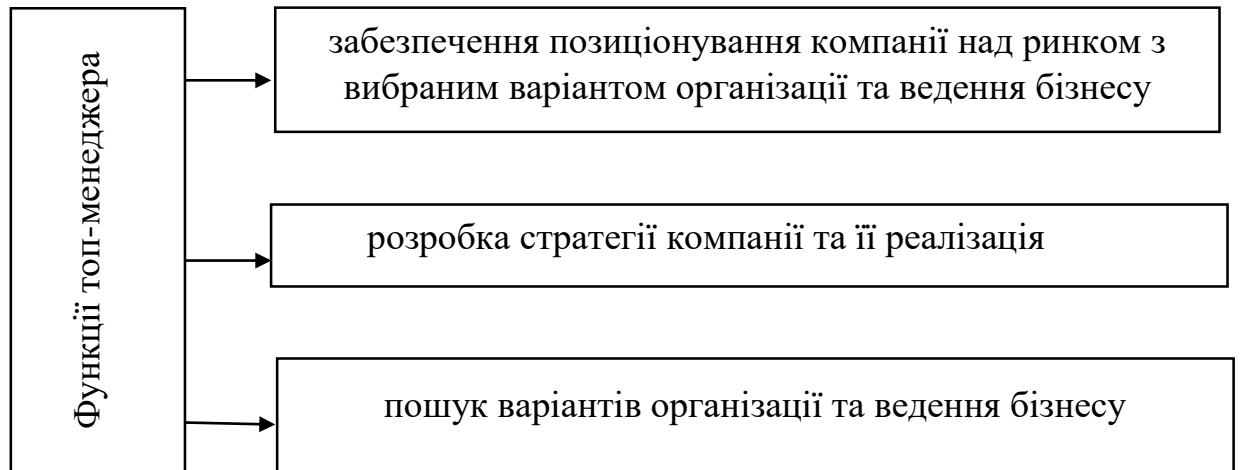 Функції топ-менеджера
забезпечення позиціонування компанії над ринком з
вибраним варіантом організації та ведення бізнесу
розробка стратегії компанії та її реалізація
пошук варіантів організації та ведення бізнесу